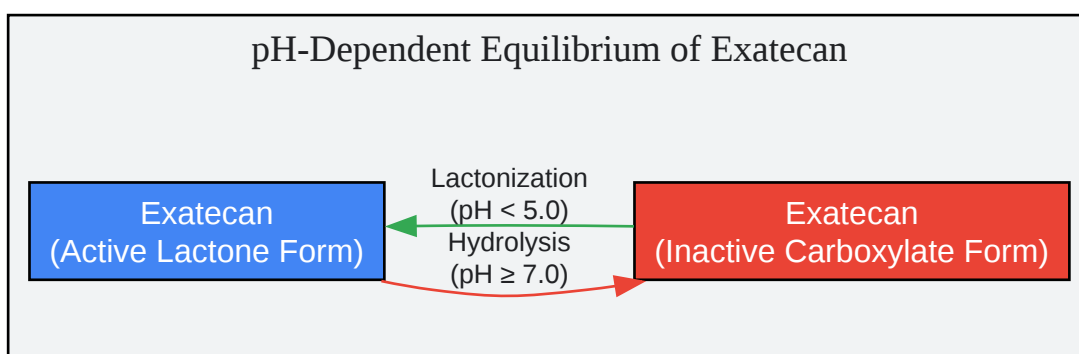 pH-Dependent Equilibrium of Exatecan
Exatecan
(Active Lactone Form)
Lactonization
(pH < 5.0)
Hydrolysis
(pH ≥ 7.0)
Exatecan
(Inactive Carboxylate Form)